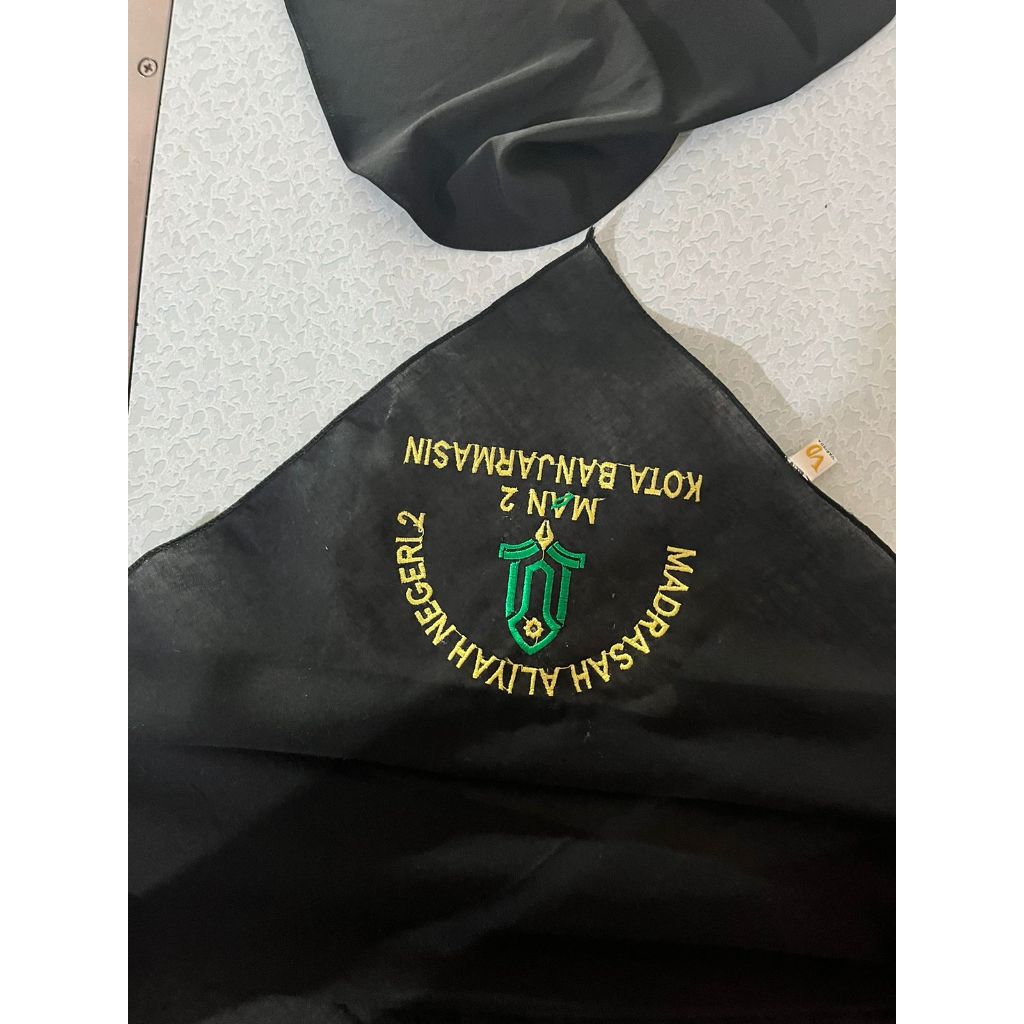 MADRASAH ALIYAH NEGERI 2
MAN 2
KOTA BANJARMASIN